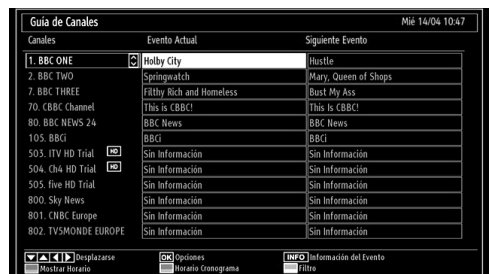 Guía de Canales Mié 14/04 10:47
Canales Evento Actual Siguiente Evento
1. BBC ONE Holby City Hustle
2. BBC TWO Springwatch Mary, Queen of Shops
7. BBC THREE Filthy Rich and Homeless Bust My Ass
70. CBBC Channel This is CBBC! This Is CBBC!
80. BBC NEWS 24 BBC News BBC News
105. BBCi BBCi BBCi
503. ITV HD Trial HD Sin Información Sin Información
504. Ch4 HD Trial HD Sin Información Sin Información
505. five HD Trial Sin Información Sin Información
800. Sky News Sin Información Sin Información
801. CNBC Europe Sin Información Sin Información
802. TV5MONDE EUROPE Sin Información Sin Información
Desplazarse OK Opciones INFO Información del Evento
Mostrar Horario Horario Cronograma Filtro